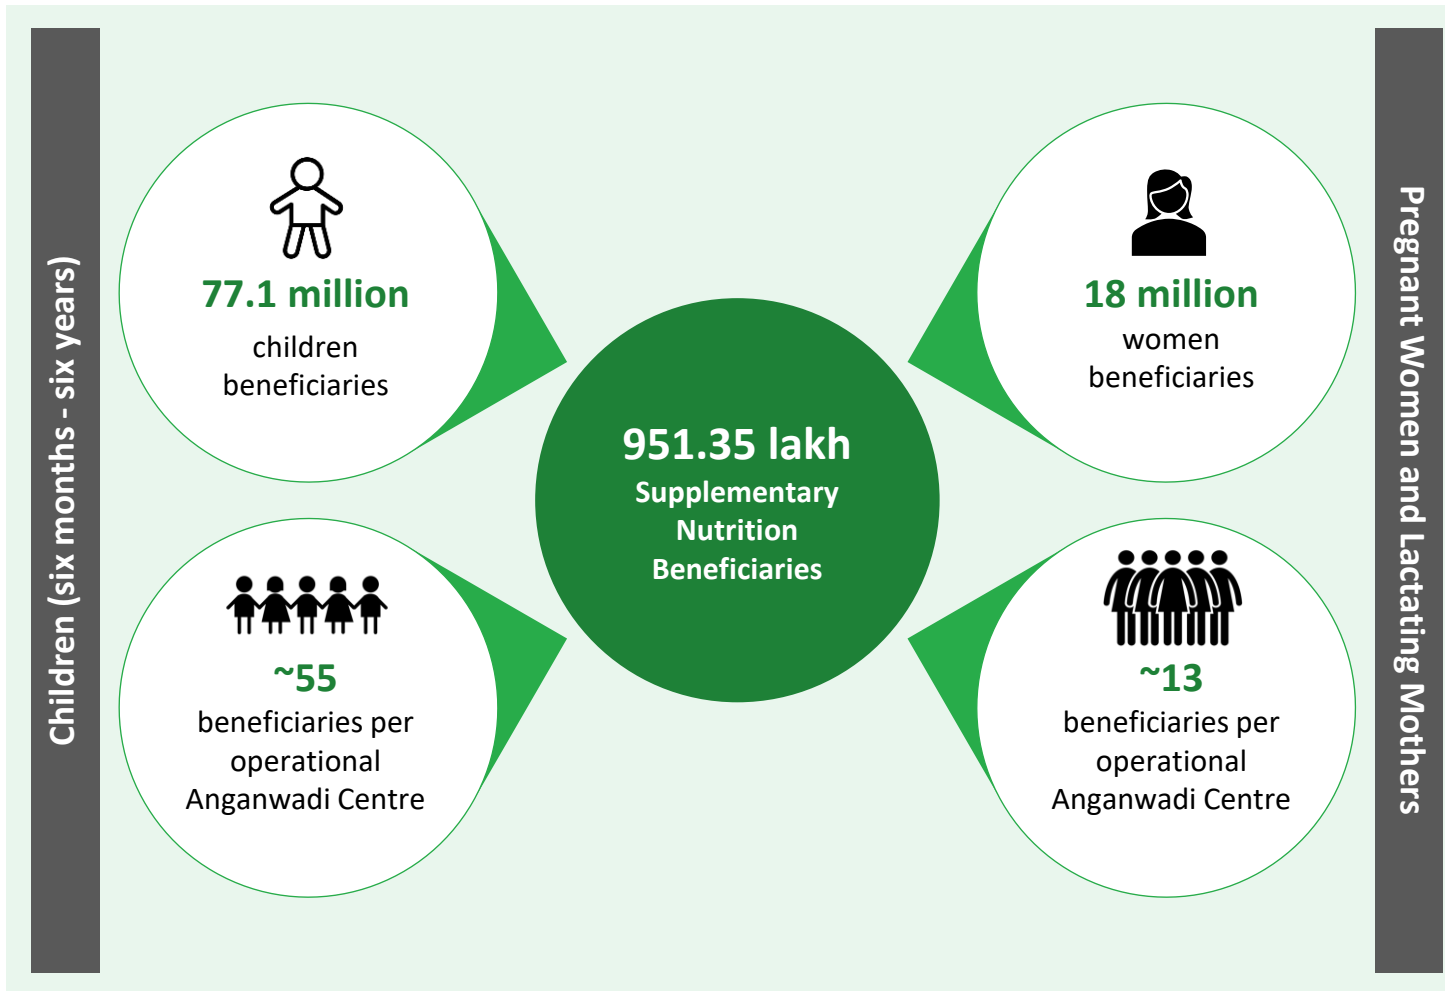 Children (six months - six years)
77.1 million
children
beneficiaries
~55
beneficiaries per
operational
Anganwadi Centre
951.35 lakh
Supplementary
Nutrition
Beneficiaries
18 million
women
beneficiaries
~13
beneficiaries per
operational
Anganwadi Centre
Pregnant Women and Lactating Mothers